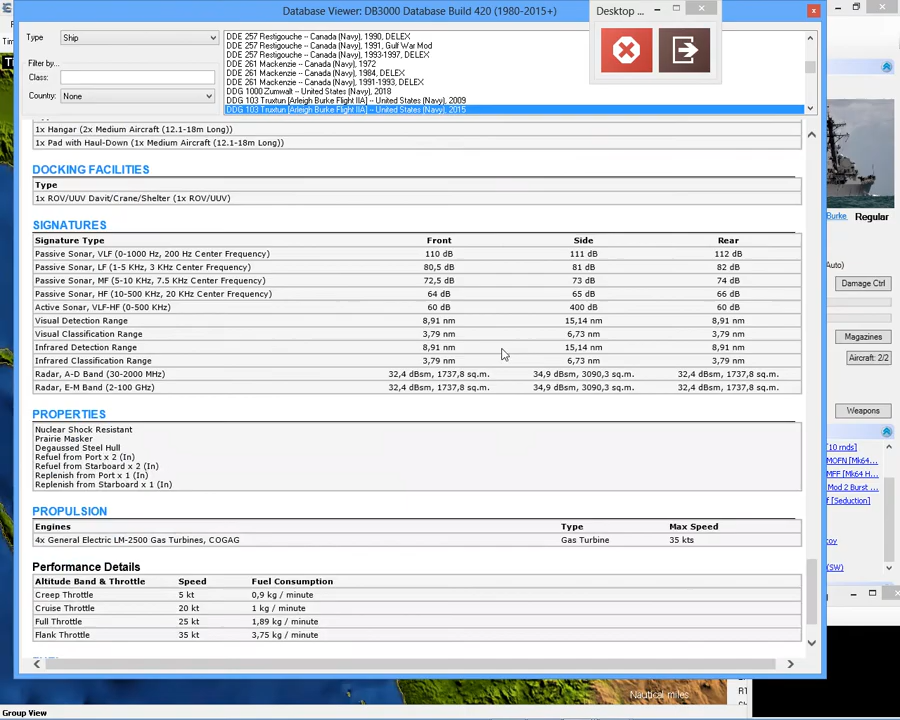 Database Viewer: DB3000 Database Build 420 (1980-2015+)
Desktop ...
Type
Ship
Filter by...
Class:
Country:
None
DDE 257 Restigouche -- Canada (Navy), 1990, DELEX
DDE 257 Restigouche -- Canada (Navy), 1991, Gulf War Mod
DDE 257 Restigouche -- Canada (Navy), 1993-1997, DELEX
DDE 261 Mackenzie -- Canada (Navy), 1972
DDE 261 Mackenzie -- Canada (Navy), 1984, DELEX
DDE 261 Mackenzie -- Canada (Navy), 1991-1993, DELEX
DDG 1000 Zumwalt -- United States (Navy), 2018
DDG 103 Truxtun [Arleigh Burke Flight IIA] -- United States (Navy), 2009
DDG 103 Truxtun [Arleigh Burke Flight IIA] -- United States (Navy), 2015
1x Hangar (2x Medium Aircraft (12.1-18m Long))
1x Pad with Haul-Down (1x Medium Aircraft (12.1-18m Long))
DOCKING FACILITIES
Type
1x ROV/UUV Davit/Crane/Shelter (1x ROV/UUV)
SIGNATURES
Signature Type Front Side Rear
Passive Sonar, VLF (0-1000 Hz, 200 Hz Center Frequency) 110 dB 111 dB 112 dB
Passive Sonar, LF (1-5 KHz, 3 KHz Center Frequency) 80,5 dB 81 dB 82 dB
Passive Sonar, MF (5-10 KHz, 7.5 KHz Center Frequency) 72,5 dB 73 dB 74 dB
Passive Sonar, HF (10-500 KHz, 20 KHz Center Frequency) 64 dB 65 dB 66 dB
Active Sonar, VLF-HF (0-500 KHz) 60 dB 400 dB 60 dB
Visual Detection Range 8,91 nm 15,14 nm 8,91 nm
Visual Classification Range 3,79 nm 6,73 nm 3,79 nm
Infrared Detection Range 8,91 nm 15,14 nm 8,91 nm
Infrared Classification Range 3,79 nm 6,73 nm 3,79 nm
Radar, A-D Band (30-2000 MHz) 32,4 dBsm, 1737,8 sq.m. 34,9 dBsm, 3090,3 sq.m. 32,4 dBsm, 1737,8 sq.m.
Radar, E-M Band (2-100 GHz) 32,4 dBsm, 1737,8 sq.m. 34,9 dBsm, 3090,3 sq.m. 32,4 dBsm, 1737,8 sq.m.
PROPERTIES
Nuclear Shock Resistant
Prairie Masker
Degaussed Steel Hull
Refuel from Port x 2 (In)
Refuel from Starboard x 2 (In)
Replenish from Port x 1 (In)
Replenish from Starboard x 1 (In)
PROPULSION
Engines Type Max Speed
4x General Electric LM-2500 Gas Turbines, COGAG Gas Turbine 35 kts
Performance Details
Altitude Band & Throttle Speed Fuel Consumption
Creep Throttle 5 kt 0,9 kg / minute
Cruise Throttle 20 kt 1 kg / minute
Full Throttle 25 kt 1,89 kg / minute
Flank Throttle 35 kt 3,75 kg / minute
Burke Regular
Auto)
Damage Ctrl
Magazines
Aircraft: 2/2
Weapons
[10 rnds]
MOFN [Mk64...
MFF [Mk64 H...
Mod 2 Burst ...
f [Seduction]
(SW)
Nautical miles
Group View